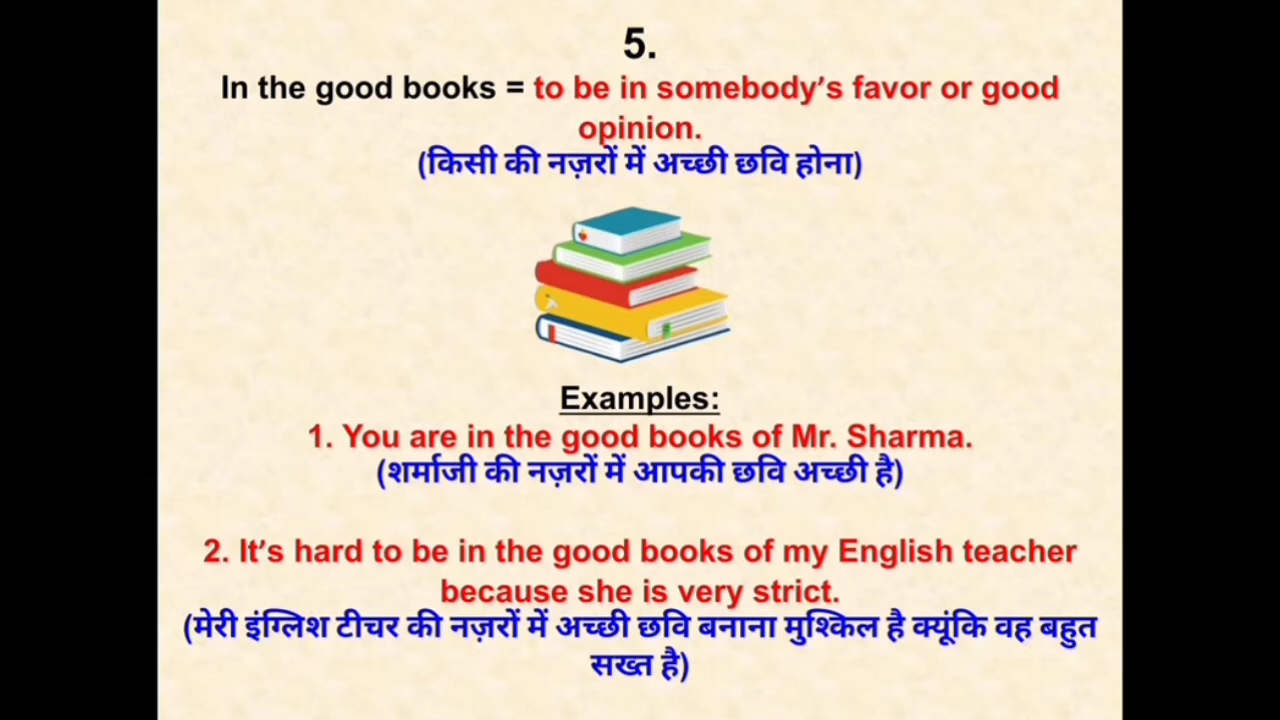 5.
In the good books = to be in somebody's favor or good
opinion.
(किसी की नज़रों में अच्छी छवि होना)
Examples:
1. You are in the good books of Mr. Sharma.
(शर्माजी की नज़रों में आपकी छवि अच्छी है)
2. It's hard to be in the good books of my English teacher
because she is very strict.
(मेरी इंग्लिश टीचर की नज़रों में अच्छी छवि बनाना मुश्किल है क्यूंकि वह बहुत
सख्त है)